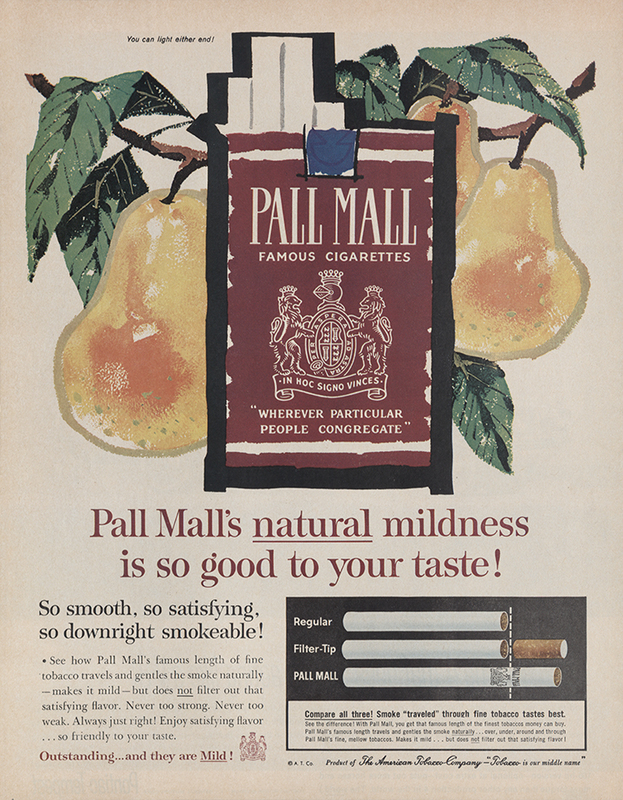 You can light either end!
PALL MALL
FAMOUS CIGARETTES
·IN HOC SIGNO VINCES·
"WHEREVER PARTICULAR
PEOPLE CONGREGATE"
Pall Mall's natural mildness
is so good to your taste!
So smooth, so satisfying,
so downright smokeable!
• See how Pall Mall's famous length of fine
tobacco travels and gentles the smoke naturally
—makes it mild—but does not filter out that
satisfying flavor. Never too strong. Never too
weak. Always just right! Enjoy satisfying flavor
. . . so friendly to your taste.
Outstanding...and they are Mild!
Regular
Filter-Tip
PALL MALL
Compare all three! Smoke "traveled" through fine tobacco tastes best.
See the difference! With Pall Mall, you get that famous length of the finest tobaccos money can buy.
Pall Mall's famous length travels and gentles the smoke naturally . . . over, under, around and through
Pall Mall's fine, mellow tobaccos. Makes it mild . . . but does not filter out that satisfying flavor!
© A. T. Co. Product of The American Tobacco Company —"Tobacco is our middle name"